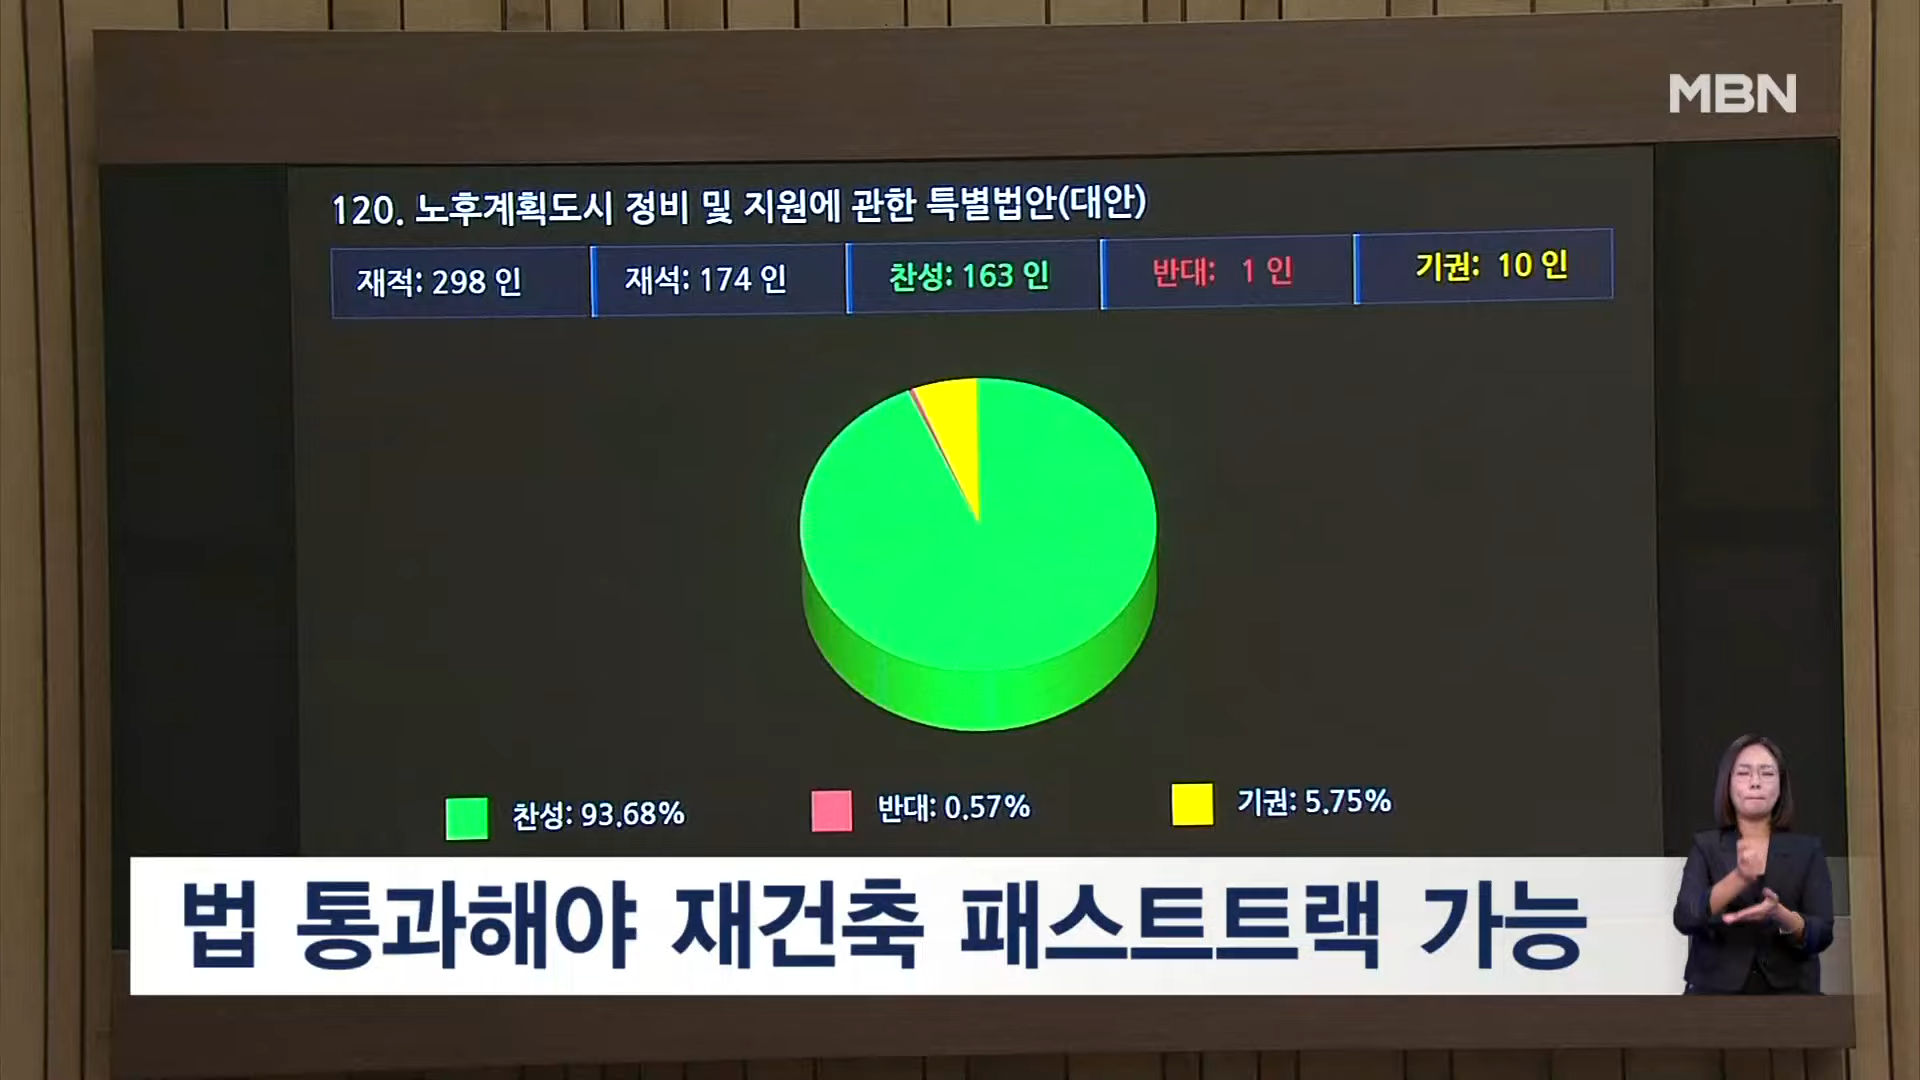 MBN
120. 노후계획도시 정비 및 지원에 관한 특별법안(대안)
재적: 298 인 재석: 174 인 찬성: 163 인 반대: 1 인 기권: 10 인
찬성: 93.68% 반대: 0.57% 기권: 5.75%
법 통과해야 재건축 패스트트랙 가능